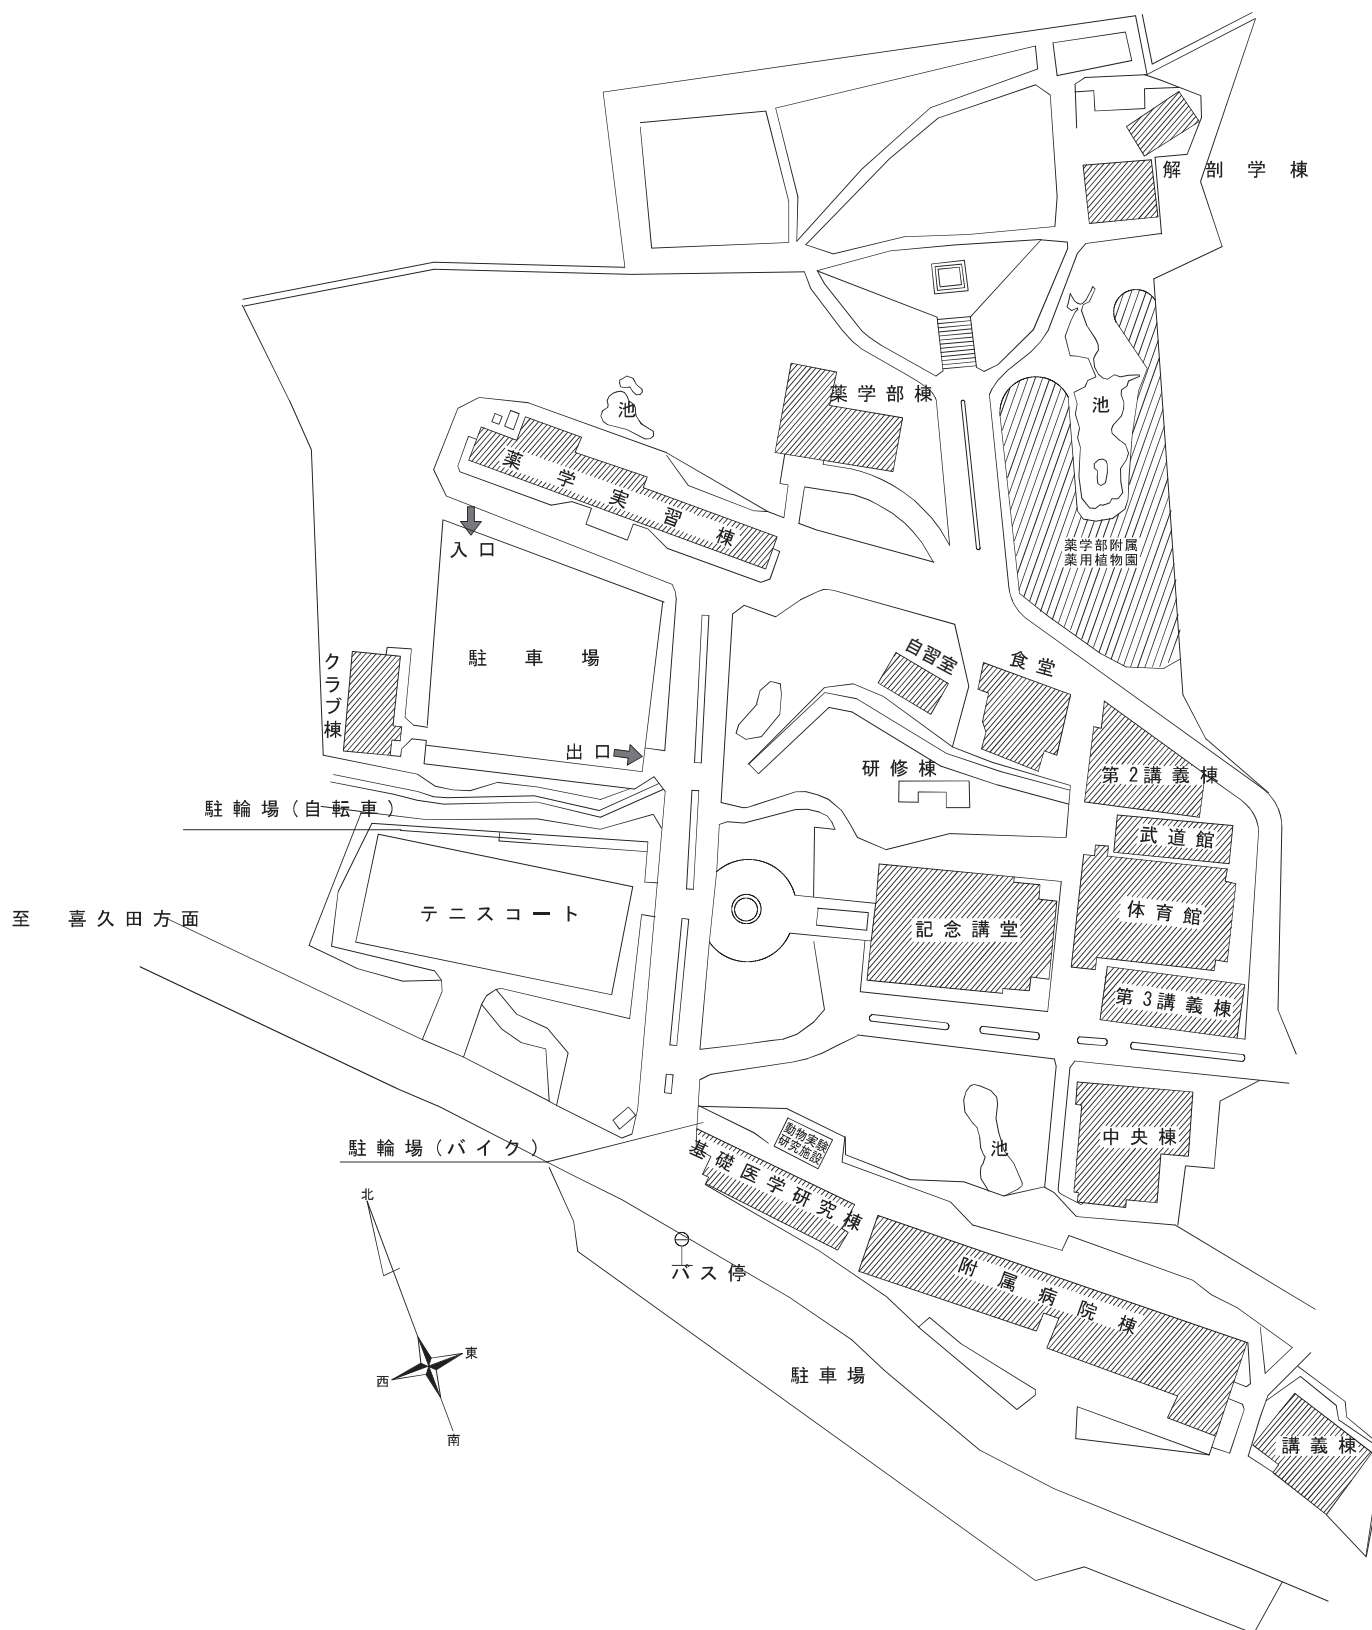 解剖学棟
薬学部棟
池
池
薬学実習棟
薬学部附属
薬用植物園
入口
自習室
食堂
クラブ棟
駐車場
出口
研修棟
第2講義棟
駐輪場(自転車)
武道館
テニスコート
体育館
至 喜久田方面
記念講堂
第3講義棟
動物実験
研究施設
中央棟
池
駐輪場(バイク)
基礎医学研究棟
北
バス停
附属病院棟
東
西
駐車場
南
講義棟